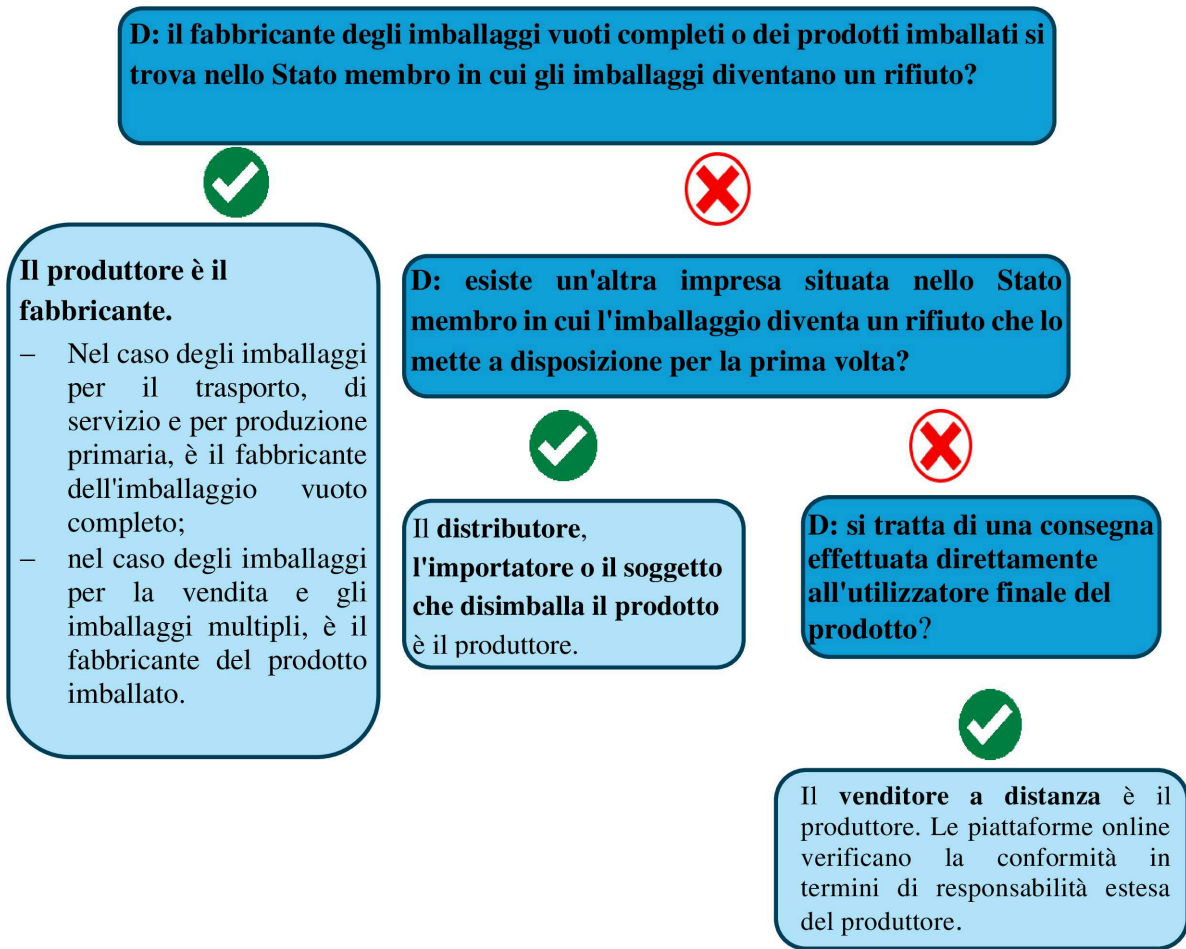 D: il fabbricante degli imballaggi vuoti completi o dei prodotti imballati si
trova nello Stato membro in cui gli imballaggi diventano un rifiuto?
Il produttore è il
fabbricante.
– Nel caso degli imballaggi
per il trasporto, di
servizio e per produzione
primaria, è il fabbricante
dell'imballaggio vuoto
completo;
– nel caso degli imballaggi
per la vendita e gli
imballaggi multipli, è il
fabbricante del prodotto
imballato.
D: esiste un'altra impresa situata nello Stato
membro in cui l'imballaggio diventa un rifiuto che lo
mette a disposizione per la prima volta?
Il distributore,
l'importatore o il soggetto
che disimballa il prodotto
è il produttore.
D: si tratta di una consegna
effettuata direttamente
all'utilizzatore finale del
prodotto?
Il venditore a distanza è il
produttore. Le piattaforme online
verificano la conformità in
termini di responsabilità estesa
del produttore.